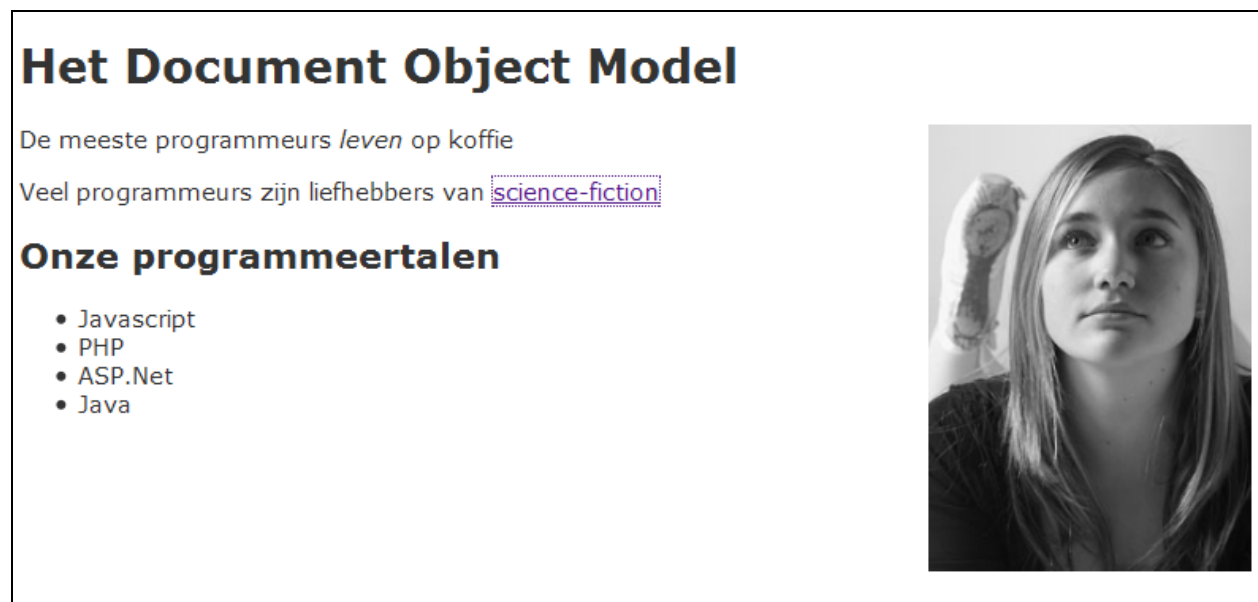 Het Document Object Model
De meeste programmeurs leven op koffie
Veel programmeurs zijn liefhebbers van science-fiction
Onze programmeertalen
Javascript
PHP
ASP.Net
Java